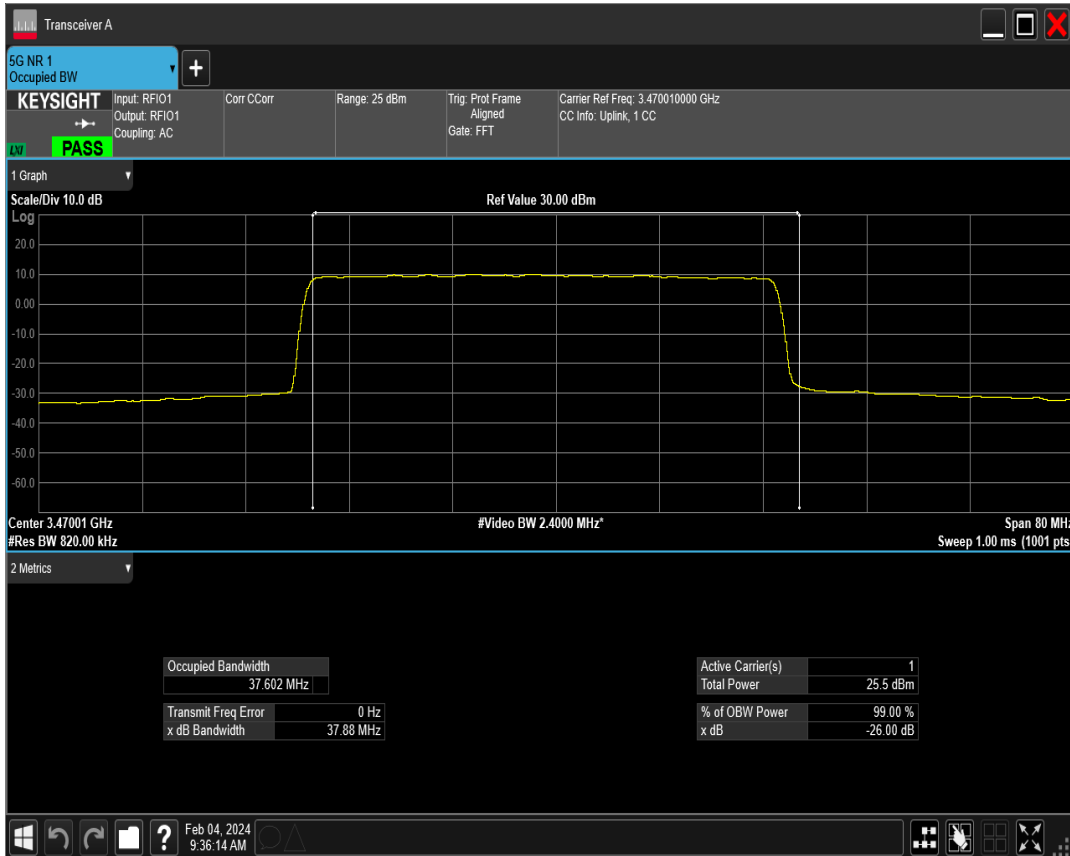 Transceiver A
5G NR 1
Occupied BW
+
KEYSIGHT
LXI
PASS
Input: RFIO1
Output: RFIO1
Coupling: AC
Corr CCorr
Range: 25 dBm
Trig: Prot Frame
Aligned
Gate: FFT
Carrier Ref Freq: 3.470010000 GHz
CC Info: Uplink, 1 CC
1 Graph
Scale/Div 10.0 dB
Ref Value 30.00 dBm
Log
20.0
10.0
0.00
-10.0
-20.0
-30.0
-40.0
-50.0
-60.0
Center 3.47001 GHz
#Video BW 2.4000 MHz*
Span 80 MHz
#Res BW 820.00 kHz
Sweep 1.00 ms (1001 pts
2 Metrics
Occupied Bandwidth
37.602 MHz
Transmit Freq Error 0 Hz
x dB Bandwidth 37.88 MHz
Active Carrier(s) 1
Total Power 25.5 dBm
% of OBW Power 99.00 %
x dB -26.00 dB
?
Feb 04, 2024
9:36:14 AM